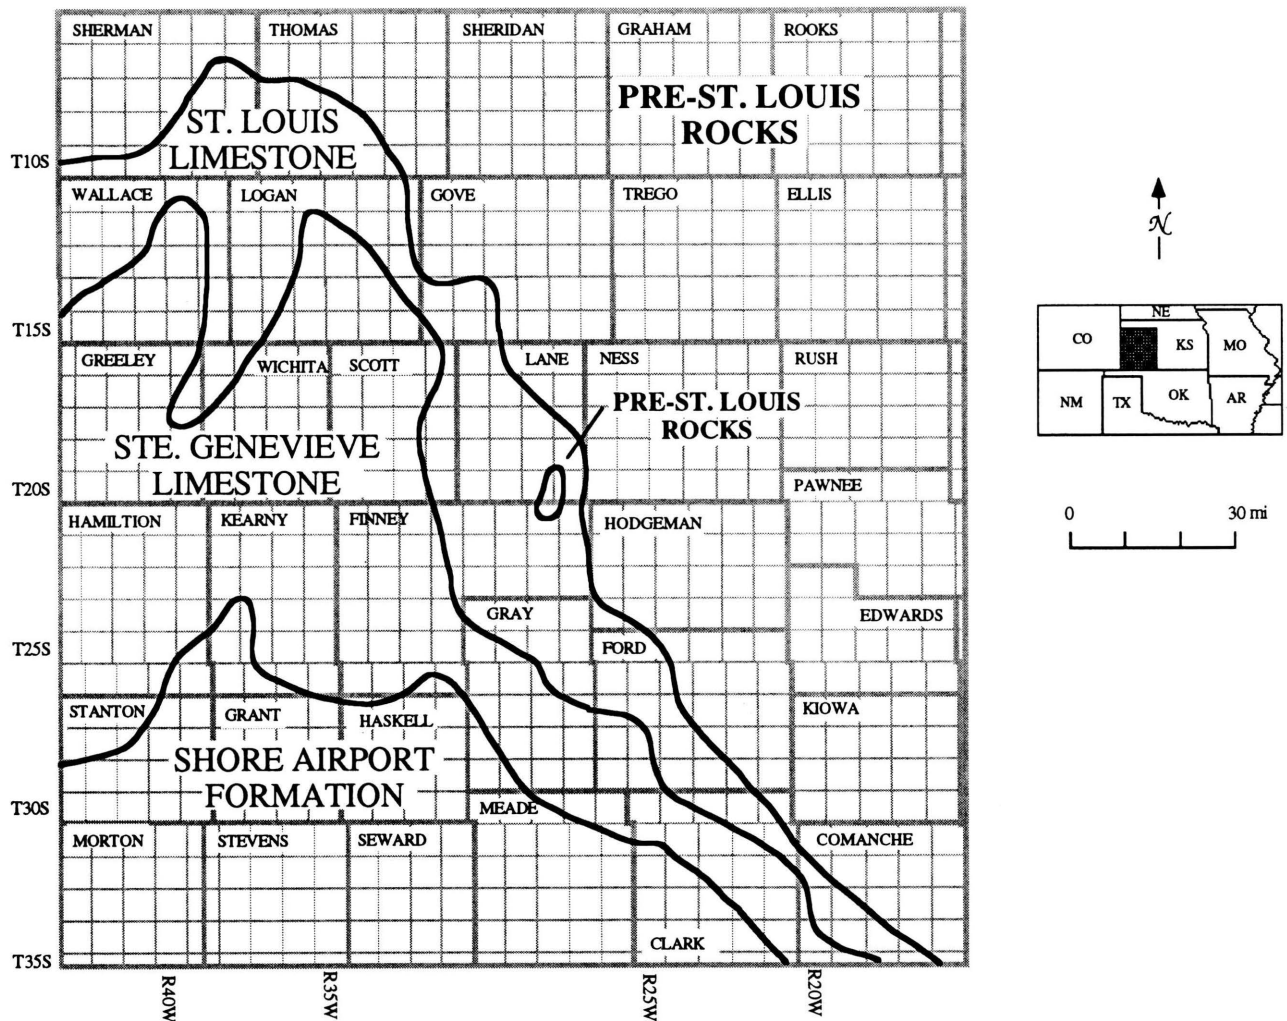 SHERMAN
THOMAS
SHERIDAN
GRAHAM
ROOKS
ST. LOUIS
LIMESTONE
PRE-ST. LOUIS
ROCKS
T10S
WALLACE
LOGAN
GOVE
TREGO
ELLIS
T15S
GREELEY
WICHITA
SCOTT
LANE
NESS
RUSH
PRE-ST. LOUIS
ROCKS
STE. GENEVIEVE
LIMESTONE
T20S
PAWNEE
HAMILTION
KEARNY
FINNEY
HODGEMAN
GRAY
EDWARDS
T25S
FORD
STANTON
GRANT
HASKELL
KIOWA
SHORE AIRPORT
FORMATION
T30S
MEADE
MORTON
STEVENS
SEWARD
COMANCHE
CLARK
T35S
R40W
R35W
R25W
R20W
N
NE
CO
KS
MO
NM
TX
OK
AR
0 30 mi